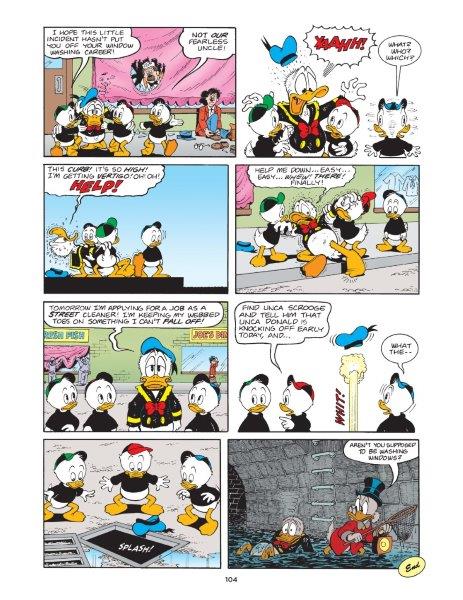 I HOPE THIS LITTLE
INCIDENT HASN'T PUT
YOU OFF YOUR WINDOW
WASHING CAREER!
NOT OUR
FEARLESS
UNCLE!
YAAHH!
WHAT?
WHO?
WHICH?
THIS CURB! IT'S SO HIGH!
I'M GETTING VERTIGO! OH! OH!
HELP!
HELP ME DOWN...EASY...
EASY...WHEW! THERE!
FINALLY!
TOMORROW I'M APPLYING FOR A JOB AS A
STREET CLEANER! I'M KEEPING MY WEBBED
TOES ON SOMETHING I CAN'T FALL OFF!
FISH
JOE'S
FIND UNCA SCROOGE
AND TELL HIM THAT
UNCA DONALD IS
KNOCKING OFF EARLY
TODAY, AND...
WHIT!
WHAT
THE--
SPLASH!
AREN'T YOU SUPPOSED
TO BE WASHING
WINDOWS?
End
104